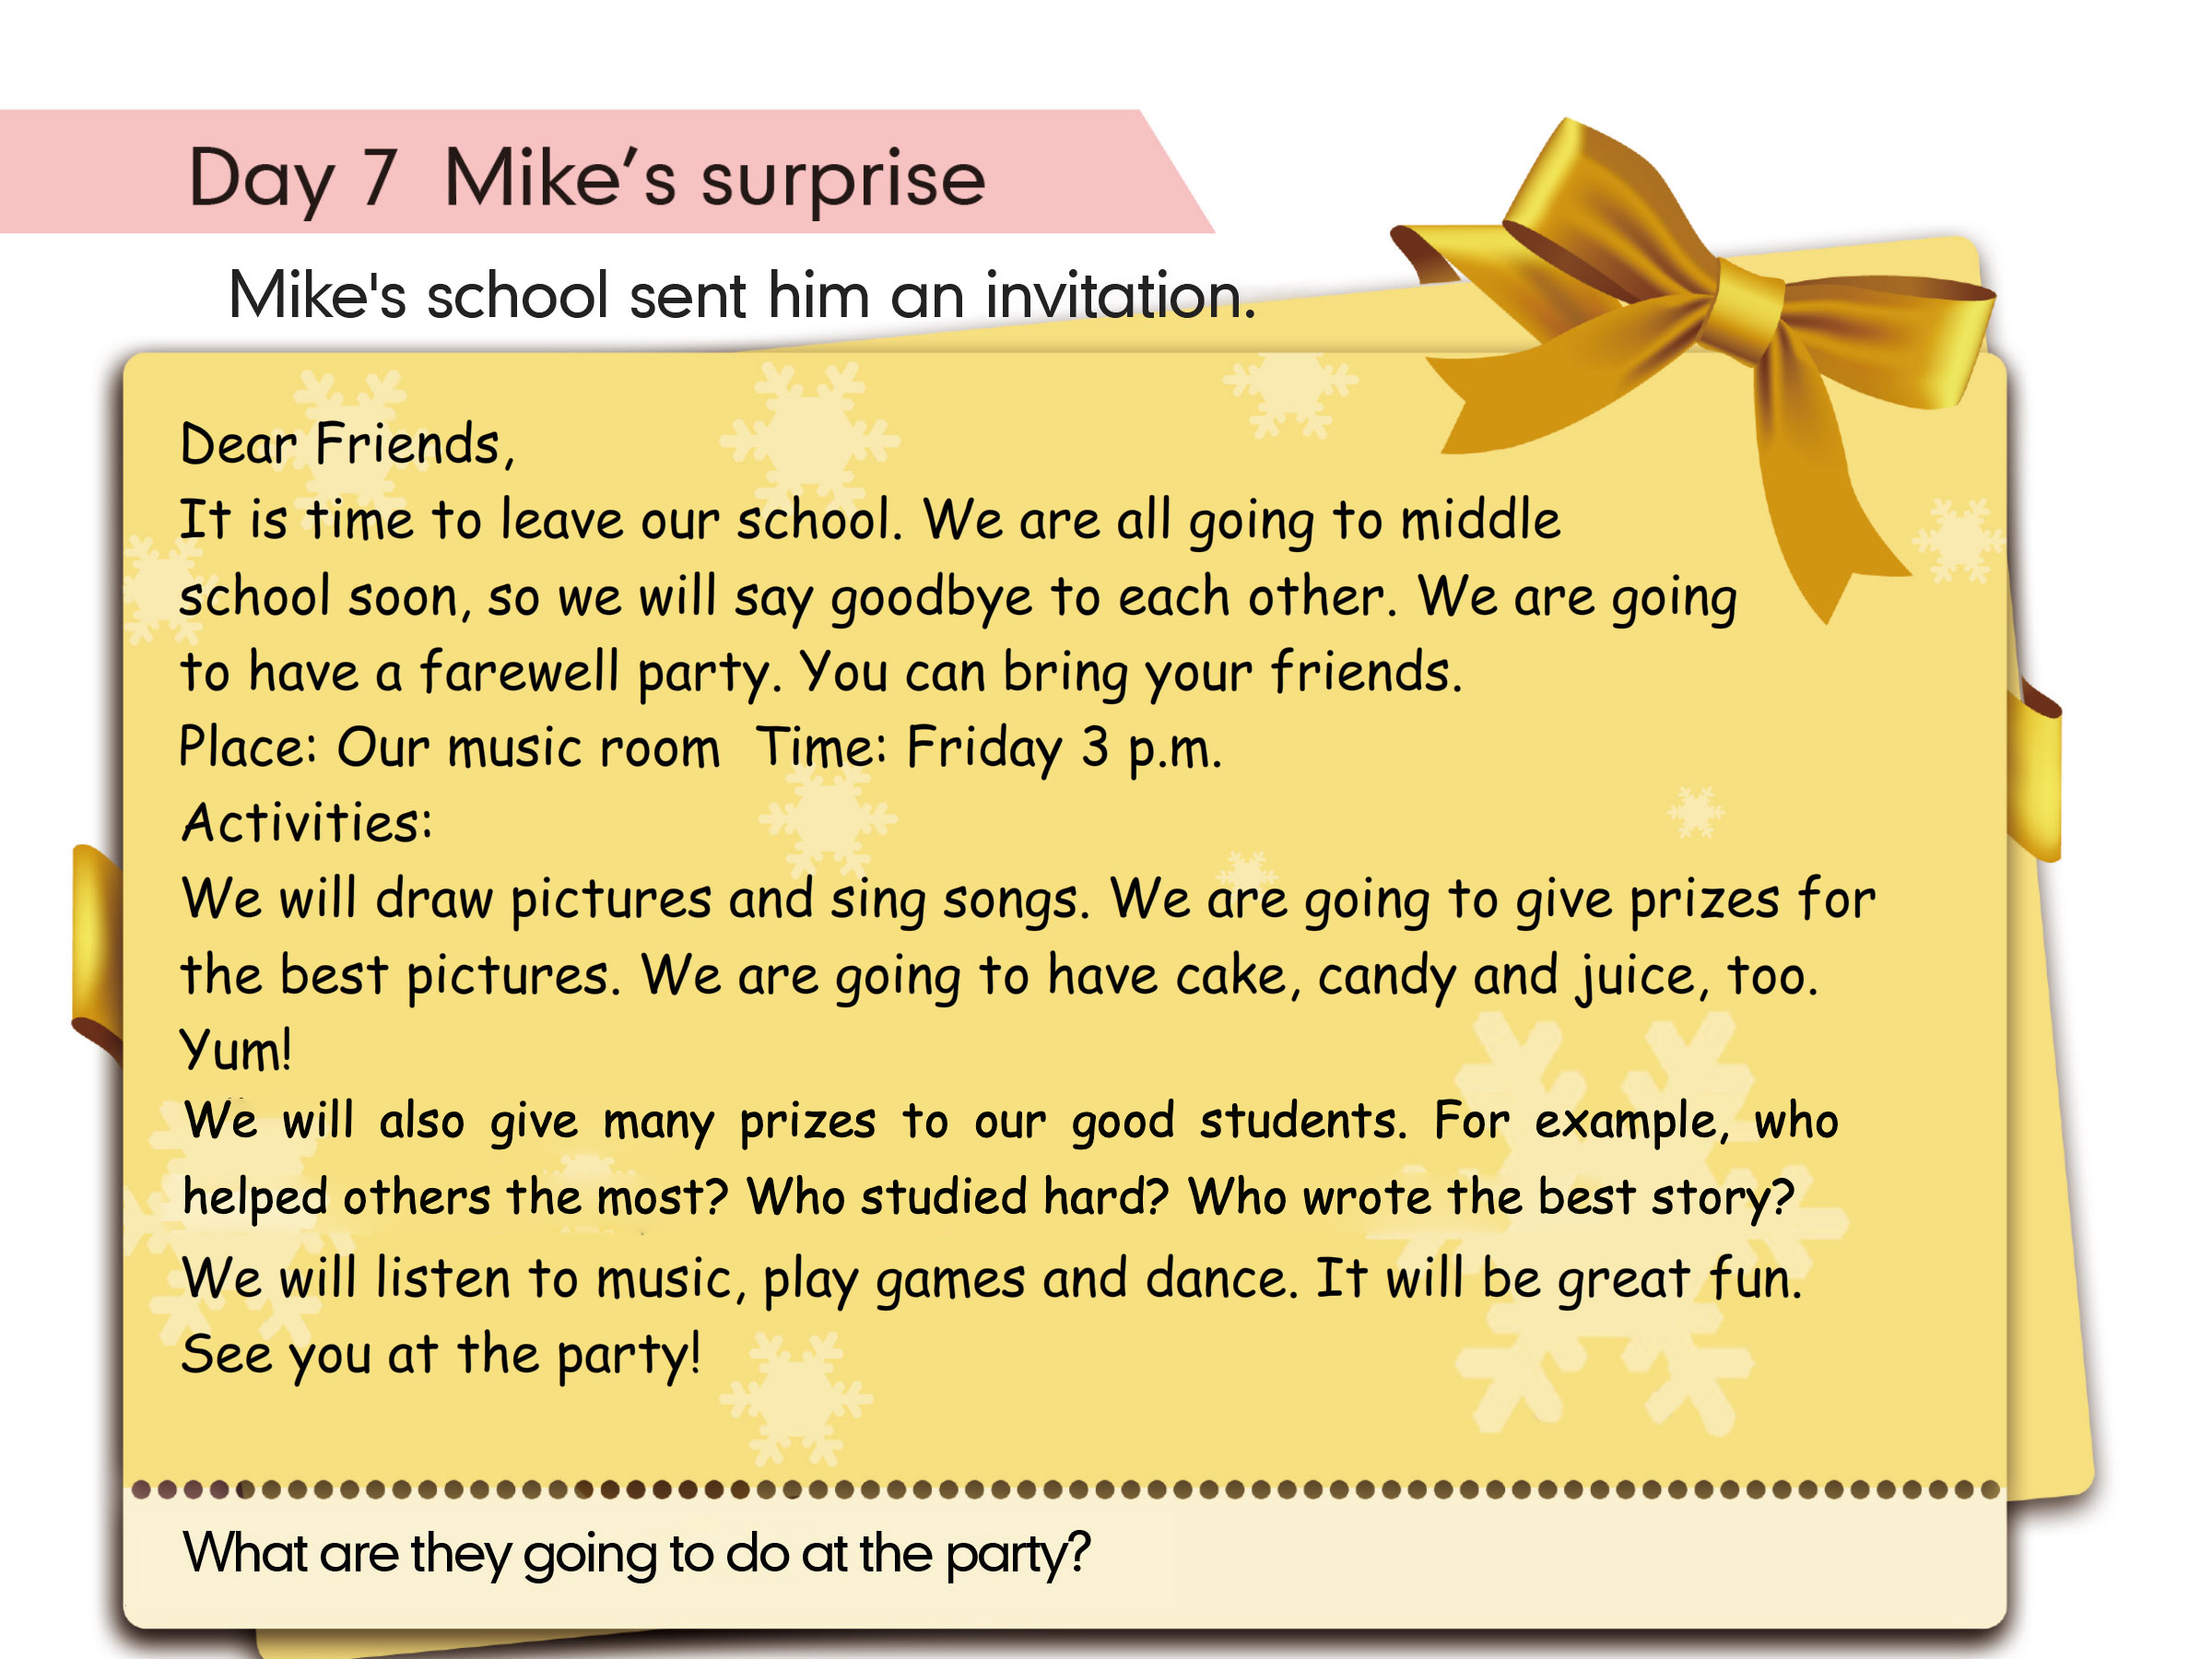 Day 7 Mike's surprise
Mike's school sent him an invitation.
Dear Friends,
It is time to leave our school. We are all going to middle
school soon, so we will say goodbye to each other. We are going
to have a farewell party. You can bring your friends.
Place: Our music room Time: Friday 3 p.m.
Activities:
We will draw pictures and sing songs. We are going to give prizes for
the best pictures. We are going to have cake, candy and juice, too.
Yum!
We will also give many prizes to our good students. For example, who
helped others the most? Who studied hard? Who wrote the best story?
We will listen to music, play games and dance. It will be great fun.
See you at the party!
What are they going to do at the party?